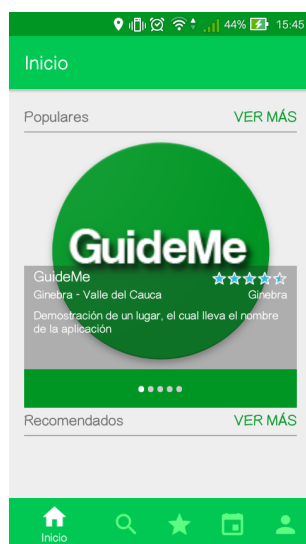 44% 15:45
Inicio
Populares VER MÁS
GuideMe
GuideMe
Ginebra - Valle del Cauca Ginebra
Demostración de un lugar, el cual lleva el nombre
de la aplicación
Recomendados VER MÁS
Inicio